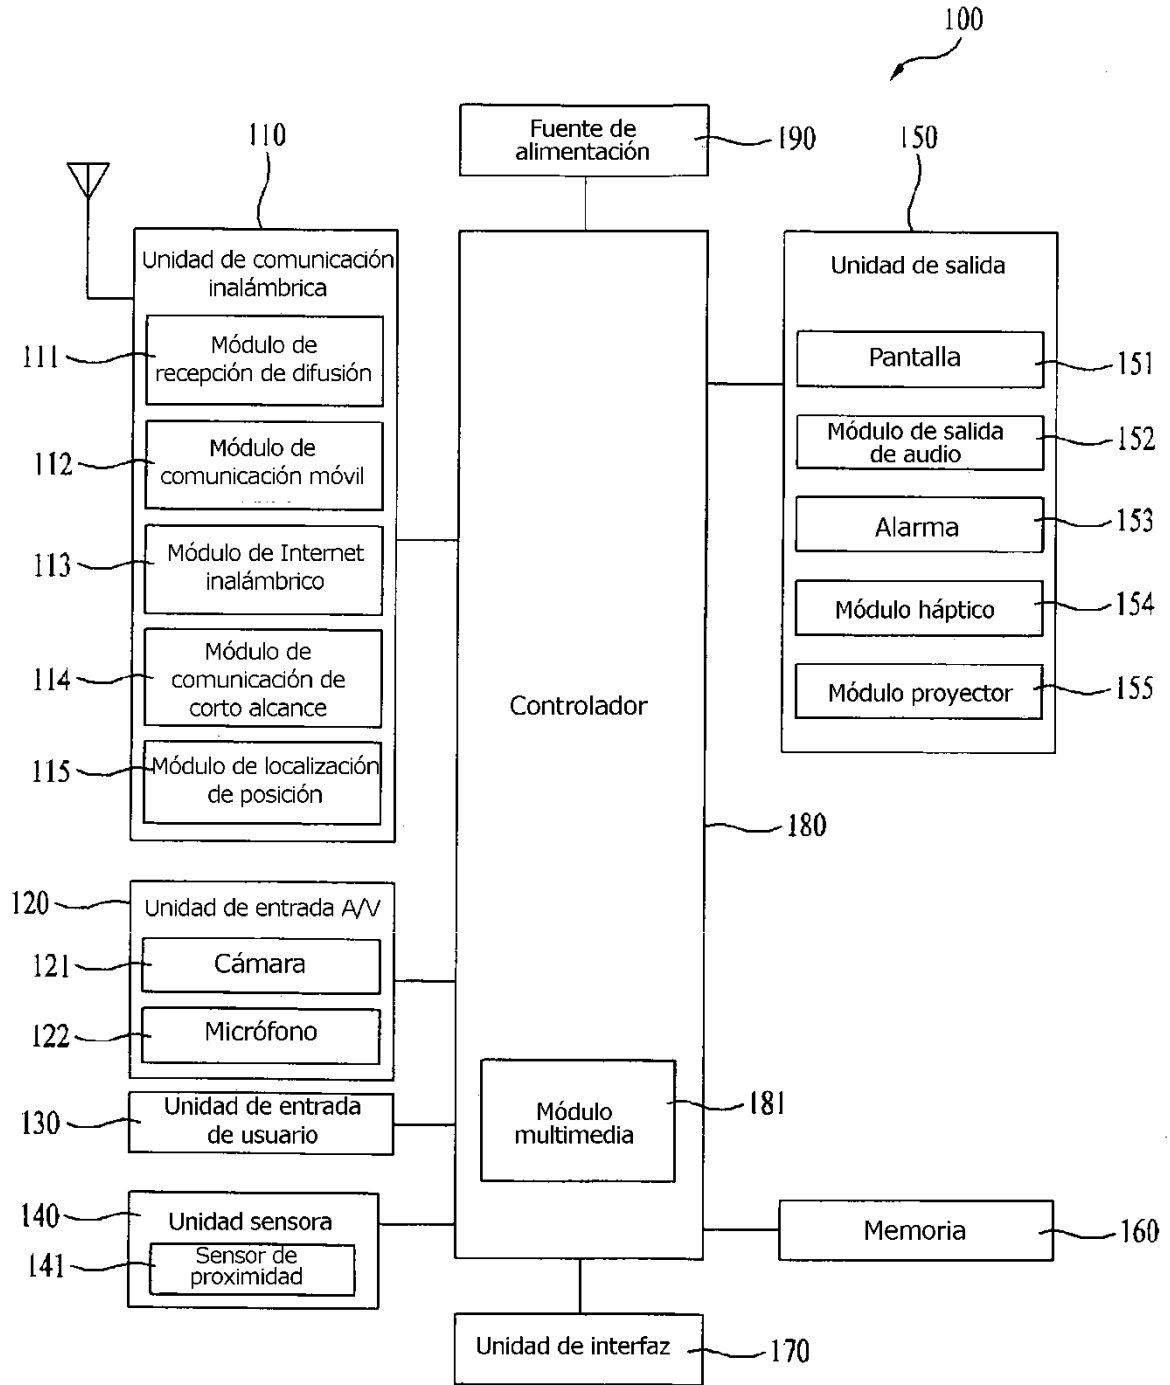 100
Fuente de
alimentación
190
110
150
Unidad de comunicación
inalámbrica
111
Módulo de
recepción de difusión
112
Módulo de
comunicación móvil
113
Módulo de Internet
inalámbrico
114
Módulo de
comunicación de
corto alcance
115
Módulo de localización
de posición
Unidad de salida
Pantalla
151
Módulo de salida
de audio
152
Alarma
153
Módulo háptico
154
Módulo proyector
155
Controlador
180
120
Unidad de entrada A/V
121
Cámara
122
Micrófono
130
Unidad de entrada
de usuario
Módulo
multimedia
181
140
Unidad sensora
141
Sensor de
proximidad
Memoria
160
Unidad de interfaz
170